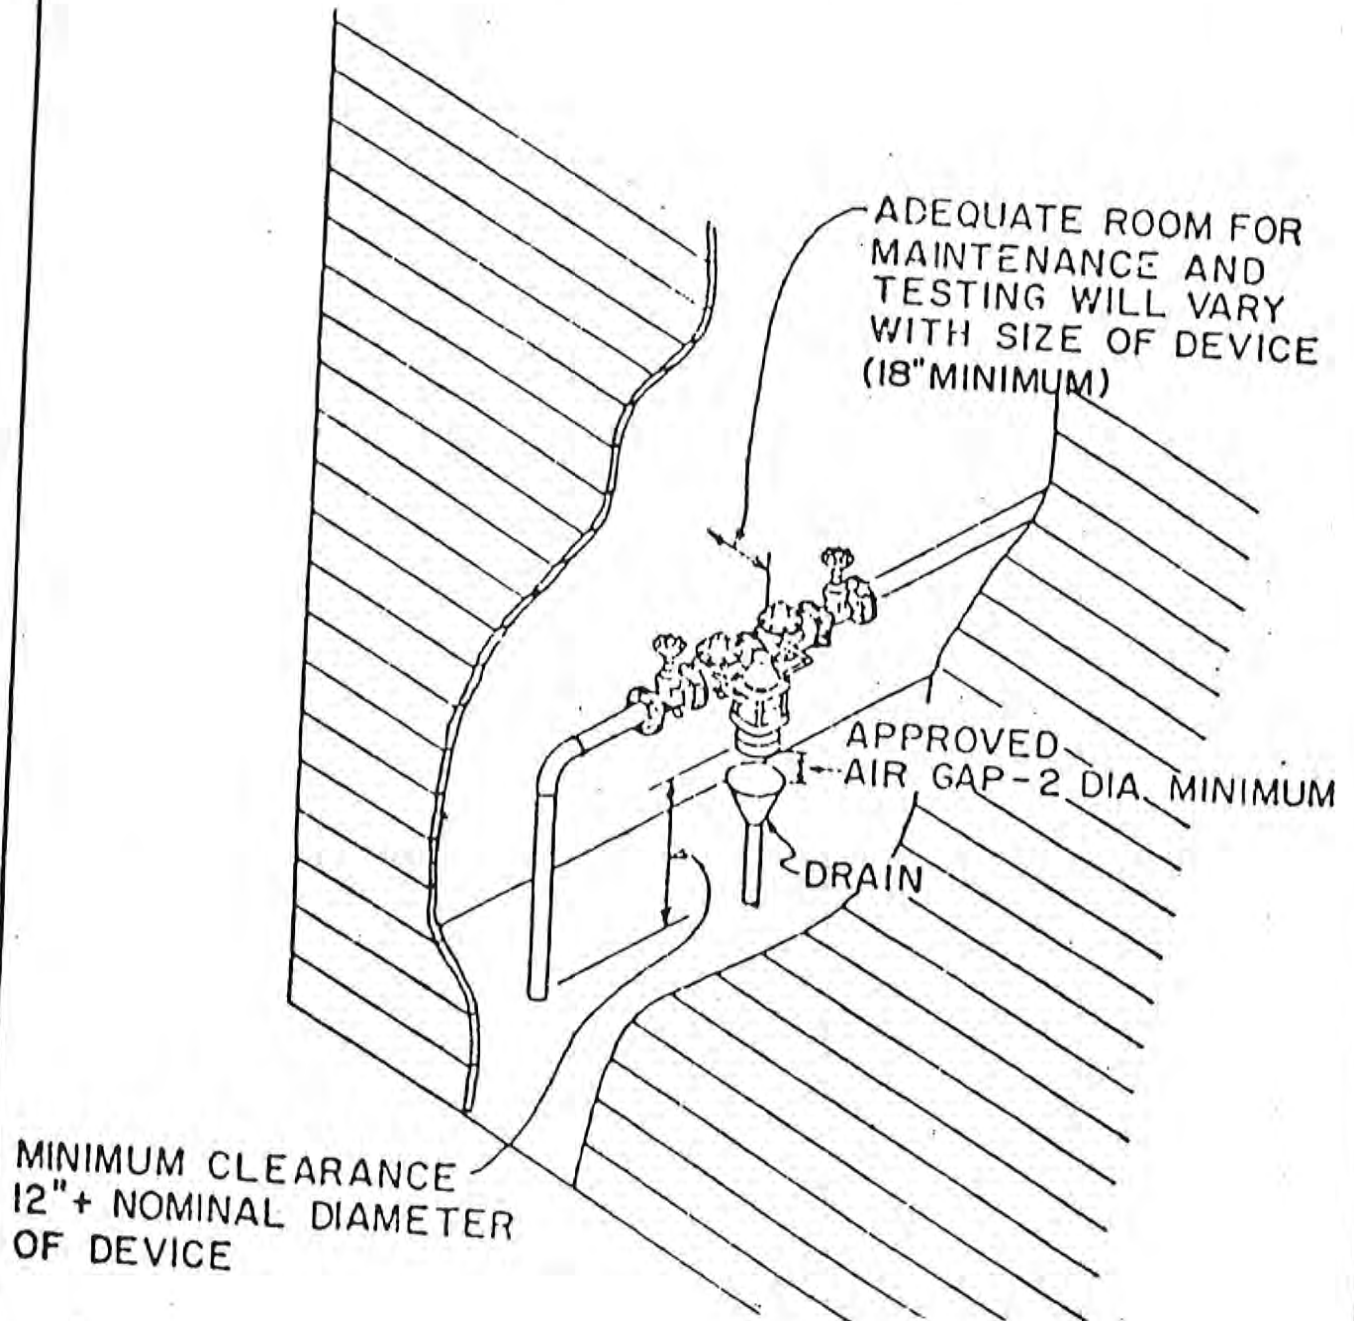 ADEQUATE ROOM FOR
MAINTENANCE AND
TESTING WILL VARY
WITH SIZE OF DEVICE
(18" MINIMUM)
APPROVED
AIR GAP-2 DIA. MINIMUM
DRAIN
MINIMUM CLEARANCE
12"+ NOMINAL DIAMETER
OF DEVICE